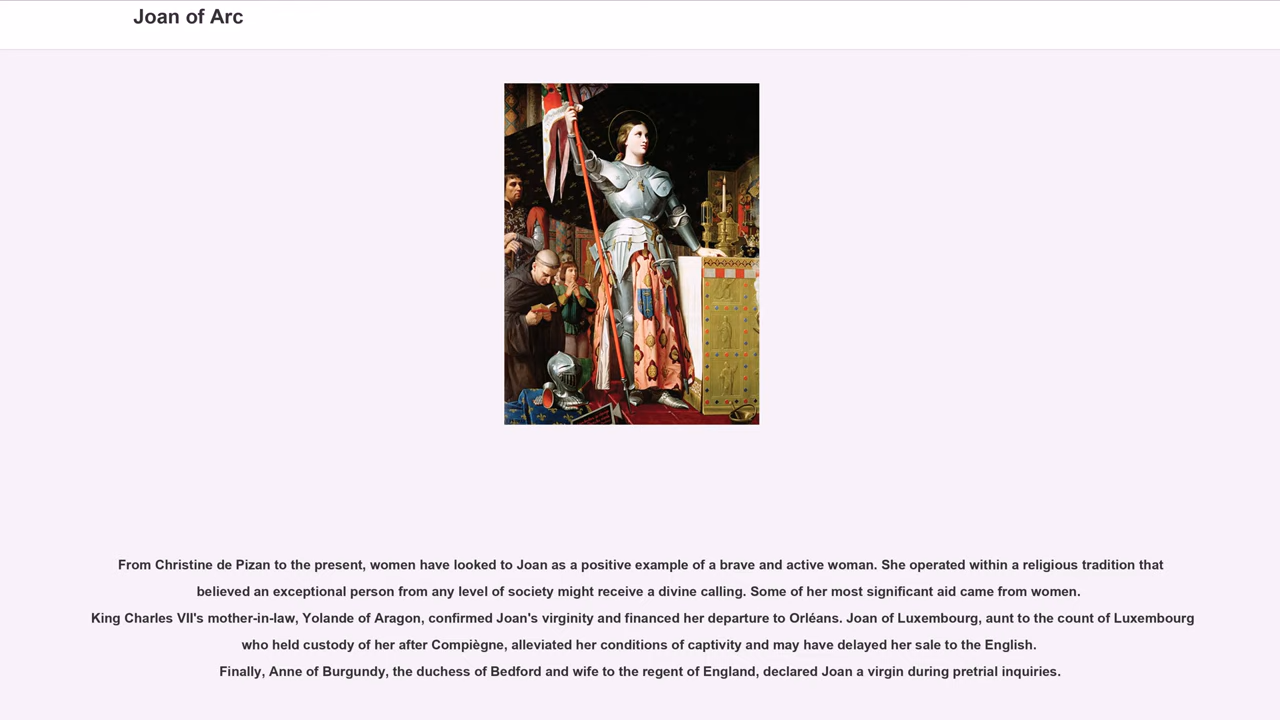 Joan of Arc
From Christine de Pizan to the present, women have looked to Joan as a positive example of a brave and active woman. She operated within a religious tradition that
believed an exceptional person from any level of society might receive a divine calling. Some of her most significant aid came from women.
King Charles VII's mother-in-law, Yolande of Aragon, confirmed Joan's virginity and financed her departure to Orléans. Joan of Luxembourg, aunt to the count of Luxembourg
who held custody of her after Compiègne, alleviated her conditions of captivity and may have delayed her sale to the English.
Finally, Anne of Burgundy, the duchess of Bedford and wife to the regent of England, declared Joan a virgin during pretrial inquiries.